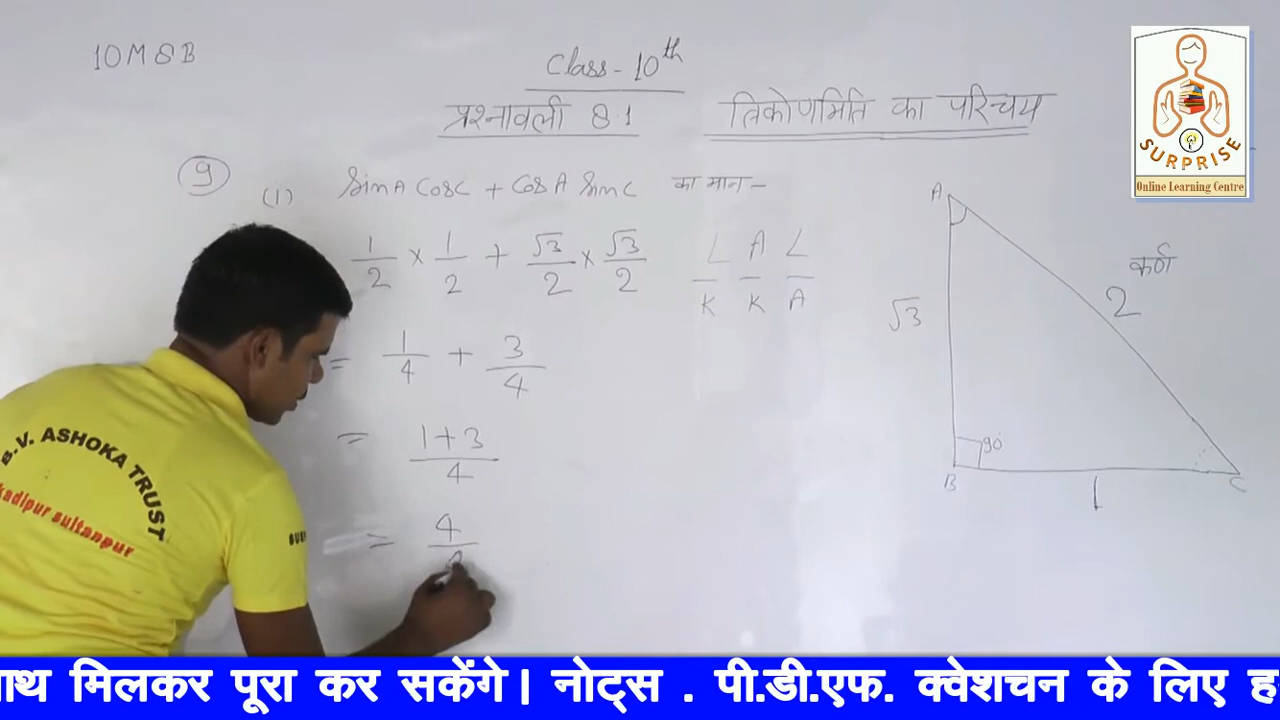 10M8B
Class - 10th
प्रश्नावली 8.1 त्रिकोणमिति का परिचय
9 (1) SinA CosC + CosA SinC का मान -
1/2 × 1/2 + √3/2 × √3/2
L/K A/K L/A
= 1/4 + 3/4
= 1+3/4
= 4/
A
कर्ण
2
√3
90°
B
1
C
SURPRISE
Online Learning Centre
B.V. ASHOKA TRUST
kadipur sultanpur
ाथ मिलकर पूरा कर सकेंगे| नोट्स . पी.डी.एफ. क्वेशचन के लिए ह